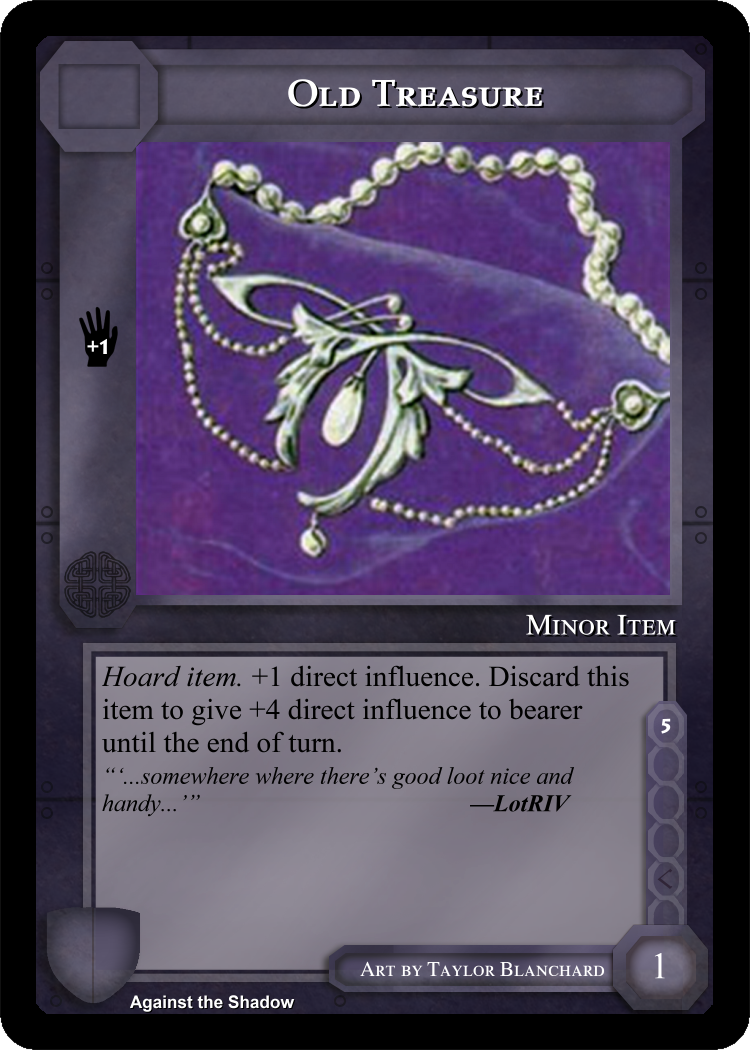 Old Treasure
+1
Minor Item
Hoard item. +1 direct influence. Discard this
item to give +4 direct influence to bearer
until the end of turn.
“‘...somewhere where there’s good loot nice and
handy...’” —LotRIV
5
<
Art by Taylor Blanchard
1
Against the Shadow